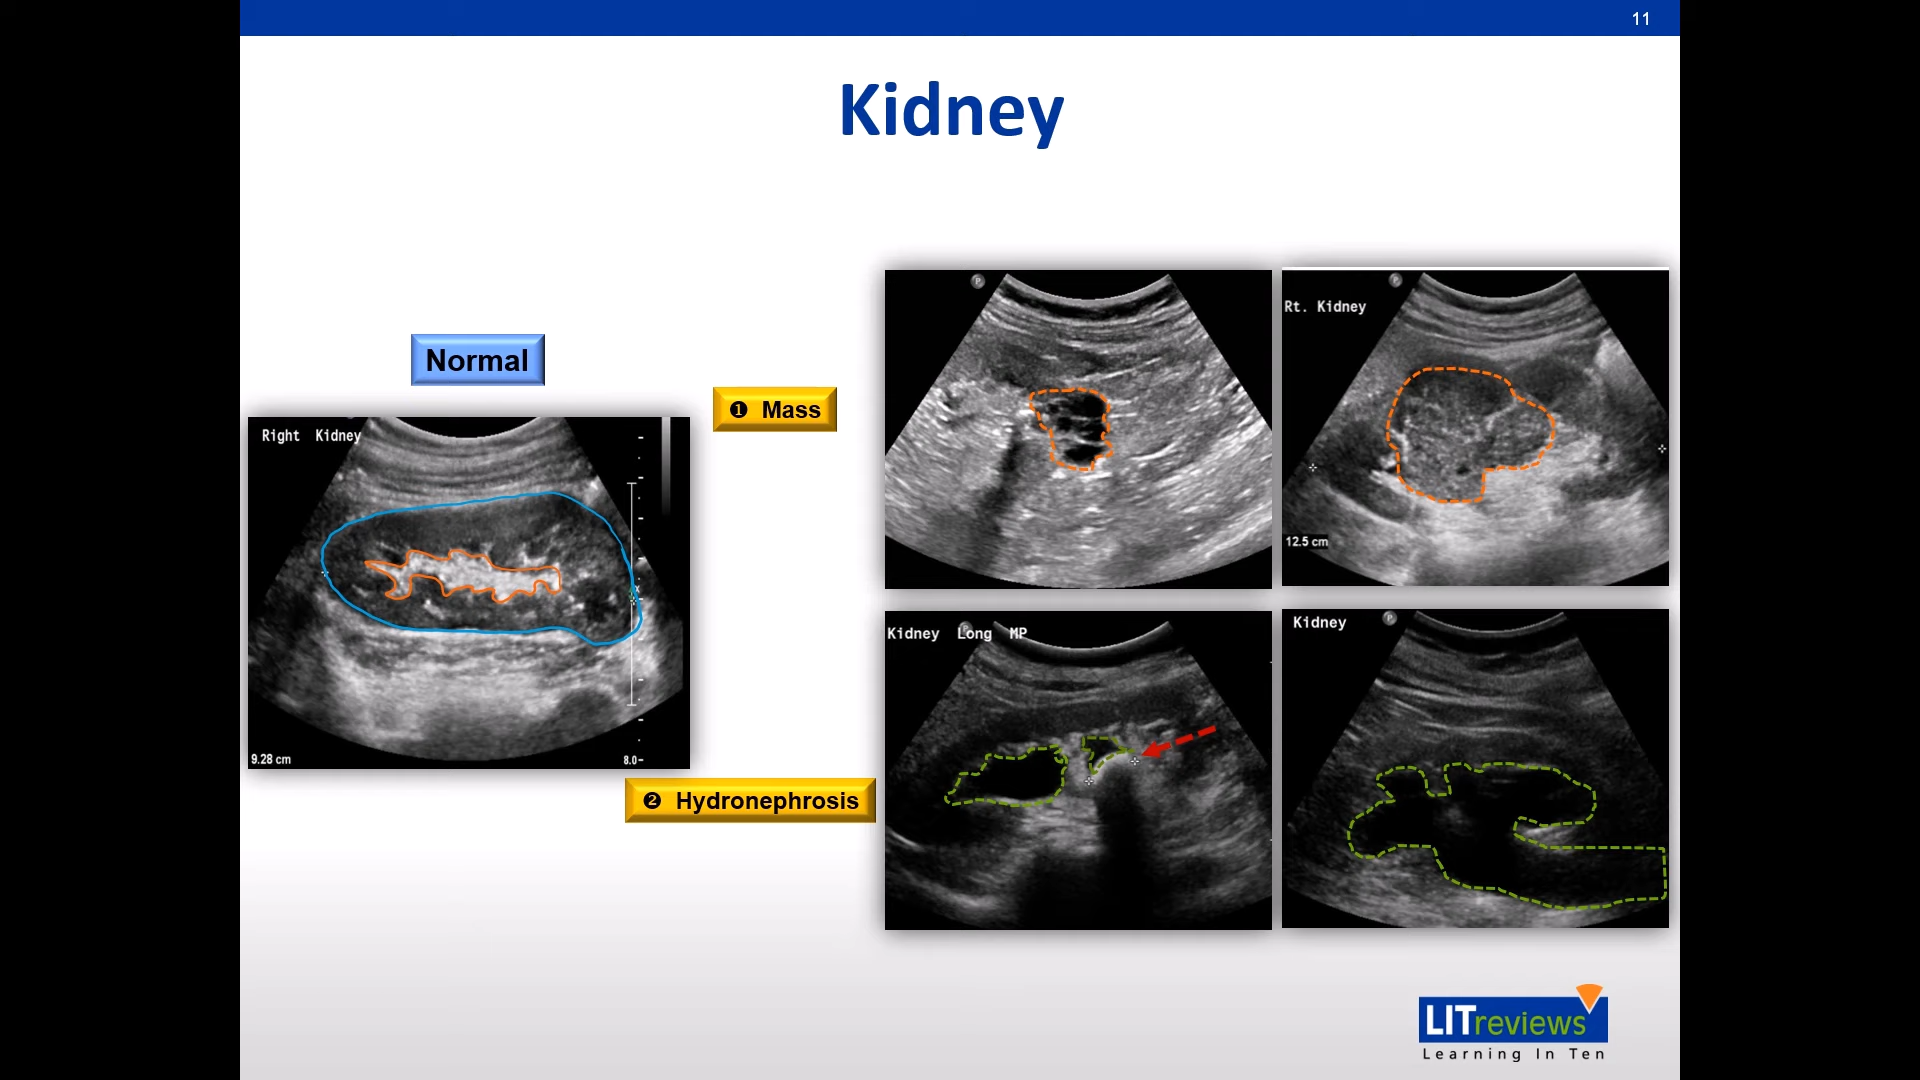 11
Kidney
Normal
❶ Mass
Right Kidney
9.28 cm
8.0
Rt. Kidney
12.5 cm
❷ Hydronephrosis
Kidney Long MP
Kidney
P
P
P
P
LITreviews
Learning In Ten